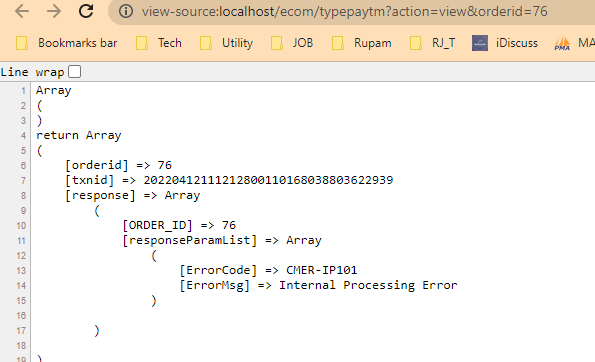 view-source:localhost/ecom/typepaytm?action=view&orderid=76
Bookmarks bar Tech Utility JOB Rupam RJ_T iDiscuss PMA MA
Line wrap
1 Array
2 (
3 )
4 return Array
5 (
6 [orderid] => 76
7 [txnid] => 20220412111212800110168038803622939
8 [response] => Array
9 (
10 [ORDER_ID] => 76
11 [responseParamList] => Array
12 (
13 [ErrorCode] => CMER-IP101
14 [ErrorMsg] => Internal Processing Error
15 )
16
17 )
18
19 )